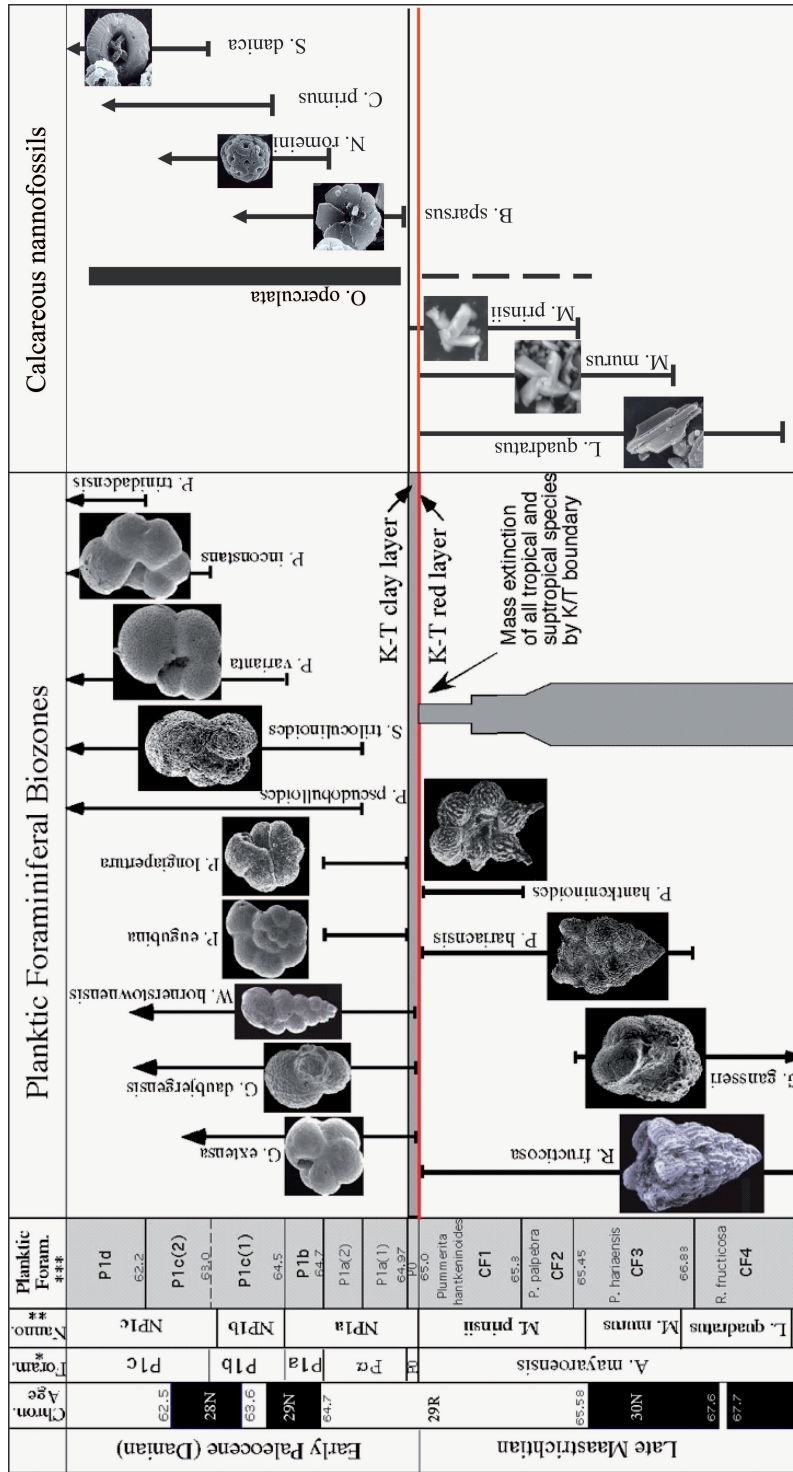 Calcareous nannofossils
S. danica
C. primus
N. romeini
B. sparsus
O. operculata
M. prinsii
M. murus
L. quadratus
Planktic Foraminiferal Biozones
P. trinidadensis
P. inconstans
P. varianta
S. triloculinoides
P. pseudobulloides
P. longiapertura
P. eugubina
W. hornerstownensis
G. daubjergensis
G. extensa
K-T clay layer
K-T red layer
Mass extinction
of all tropical and
suptropical species
by K/T boundary
P. hantkeninoides
P. hariaensis
G. gansseri
R. fructicosa
Planktic
Foram.
***
P1d
62.2
P1c(2)
63.0
P1c(1)
64.5
P1b
64.7
P1a(2)
P1a(1)
64.97
P0
65.0
Plummerita
hantkeninoides
CF1
65.3
P. palpebra
CF2
65.45
P. hariaensis
CF3
66.83
R. fructicosa
CF4
**
Nanno.
NP1c
NP1b
NP1a
M. prinsii
M. murus
L. quadratus
*
Foram.
P1c
P1b
P1a
Pα
P0
A. mayaroensis
Chron.
Age
62.5
28N
63.6
29N
64.7
29R
65.58
30N
67.6
67.7
Early Paleocene (Danian)
Late Maastrichtian